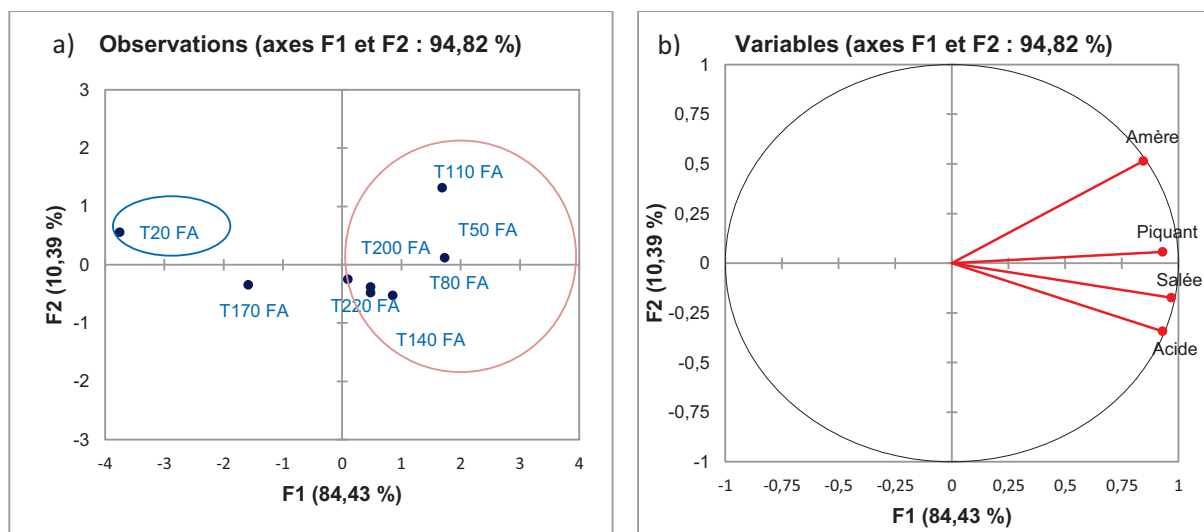 a) Observations (axes F1 et F2 : 94,82 %)
3
2
1
0
-1
-2
-3
F2 (10,39 %)
T110 FA
T20 FA
T50 FA
T200 FA
T80 FA
T170 FA
T220 FA
T140 FA
-4 -3 -2 -1 0 1 2 3 4
F1 (84,43 %)
b) Variables (axes F1 et F2 : 94,82 %)
1
0,75
0,5
0,25
0
-0,25
-0,5
-0,75
-1
F2 (10,39 %)
Amère
Piquant
Salée
Acide
-1 -0,75 -0,5 -0,25 0 0,25 0,5 0,75 1
F1 (84,43 %)